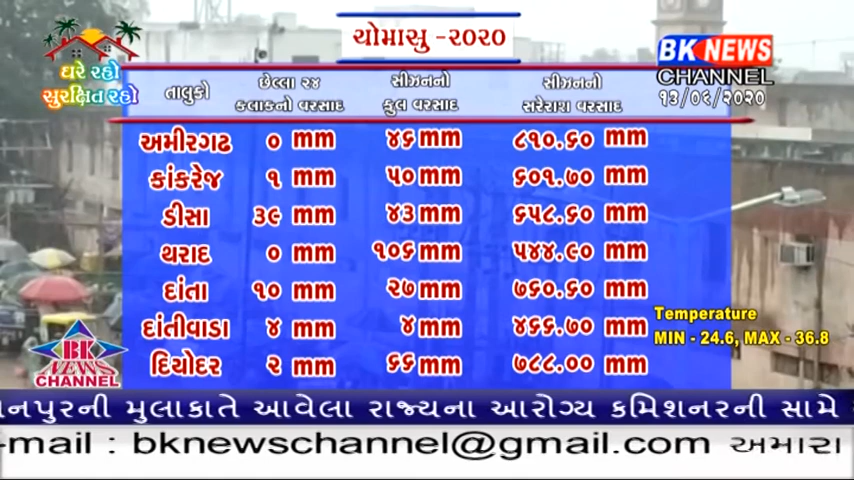 ચોમાસુ -૨૦૨૦
ઘરે રહો
સુરક્ષિત રહો
BK NEWS
CHANNEL
૧૩/૦૬/૨૦૨૦
તાલુકો છેલ્લા ૨૪ કલાકનો વરસાદ સીઝનનો કુલ વરસાદ સીઝનનો સરેરાશ વરસાદ
અમીરગઢ ૦ mm ૪૬ mm ૮૧૦.૬૦ mm
કાંકરેજ ૧ mm ૫૦ mm ૬૦૧.૭૦ mm
ડીસા ૩૯ mm ૪૩ mm ૬૫૮.૬૦ mm
થરાદ ૦ mm ૧૦૬ mm ૫૪૪.૯૦ mm
દાંતા ૧૦ mm ૨૭ mm ૭૬૦.૬૦ mm
દાંતીવાડા ૪ mm ૪ mm ૪૬૬.૭૦ mm
દિયોદર ૨ mm ૬૬ mm ૭૮૮.૦૦ mm
Temperature
MIN - 24.6, MAX - 36.8
BK
NEWS
CHANNEL
નપુરની મુલાકાતે આવેલા રાજ્યના આરોગ્ય કમિશનરની સામે
-mail : bknewschannel@gmail.com અમારા